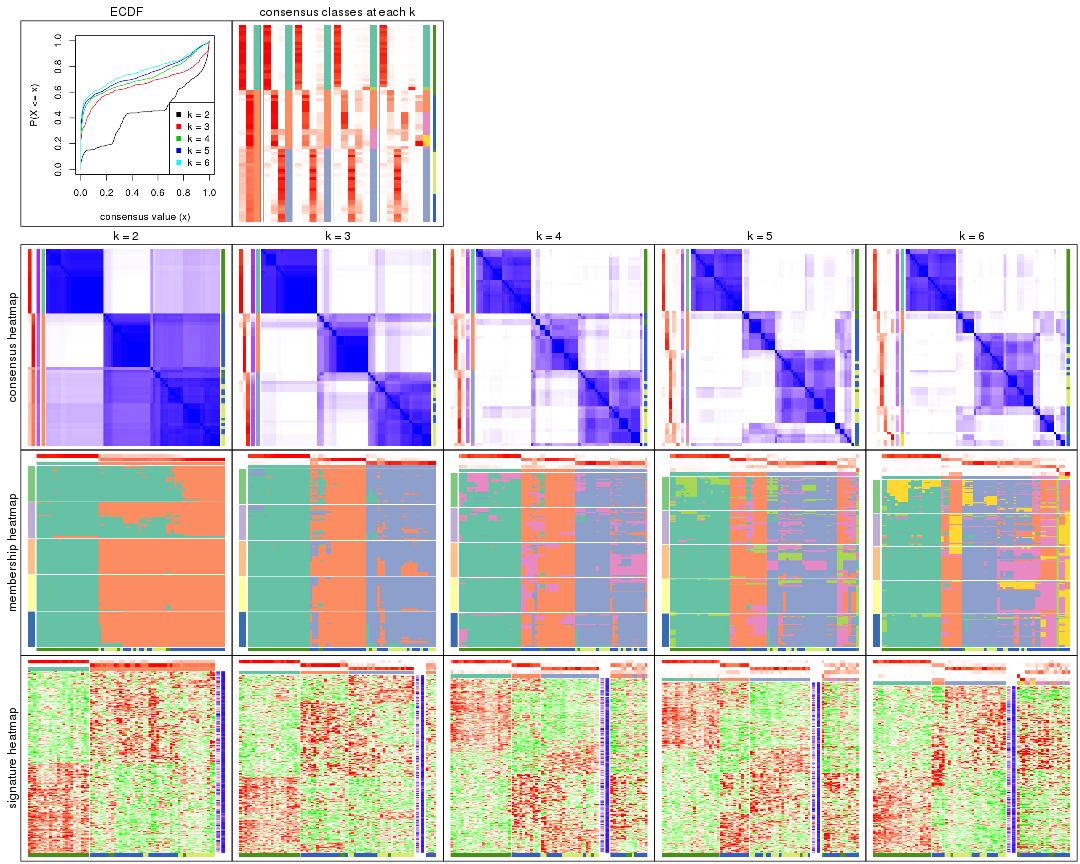 ECDF
consensus classes at each k
P(X <= x)
0.0 0.2 0.4 0.6 0.8 1.0
k = 2
k = 3
k = 4
k = 5
k = 6
0.0 0.2 0.4 0.6 0.8 1.0
consensus value (x)
k = 2
k = 3
k = 4
k = 5
k = 6
consensus heatmap
membership heatmap
signature heatmap